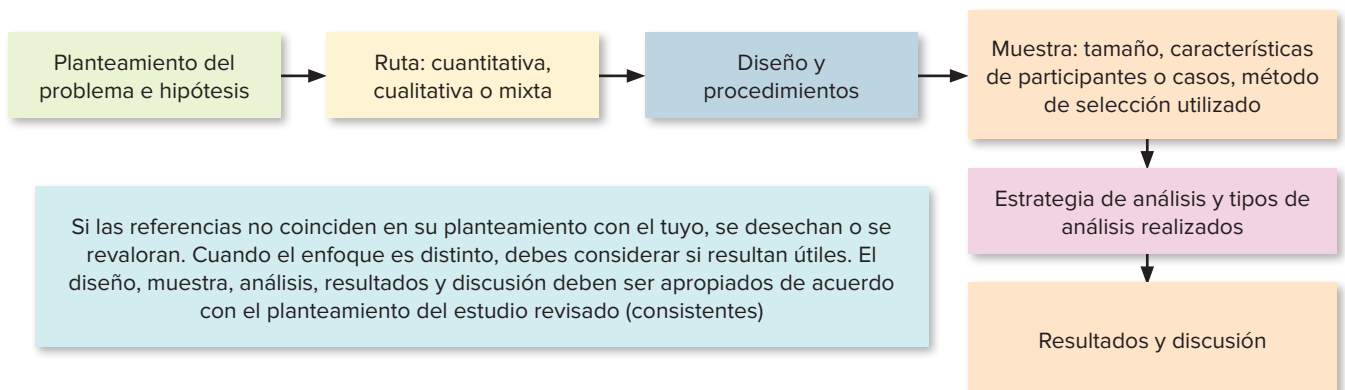 Planteamiento del
problema e hipótesis
Ruta: cuantitativa,
cualitativa o mixta
Diseño y
procedimientos
Muestra: tamaño, características
de participantes o casos, método
de selección utilizado
Estrategia de análisis y tipos de
análisis realizados
Resultados y discusión
Si las referencias no coinciden en su planteamiento con el tuyo, se desechan o se
revaloran. Cuando el enfoque es distinto, debes considerar si resultan útiles. El
diseño, muestra, análisis, resultados y discusión deben ser apropiados de acuerdo
con el planteamiento del estudio revisado (consistentes)